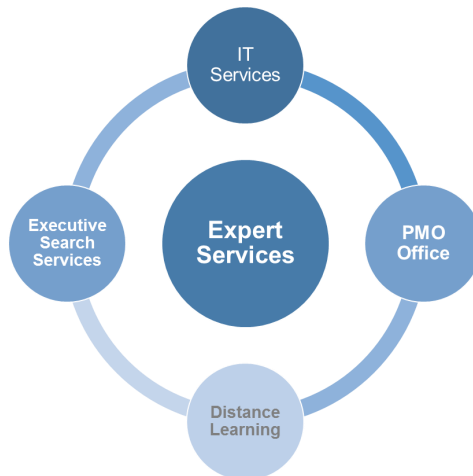 IT
Services
Executive
Search
Services
Expert
Services
PMO
Office
Distance
Learning